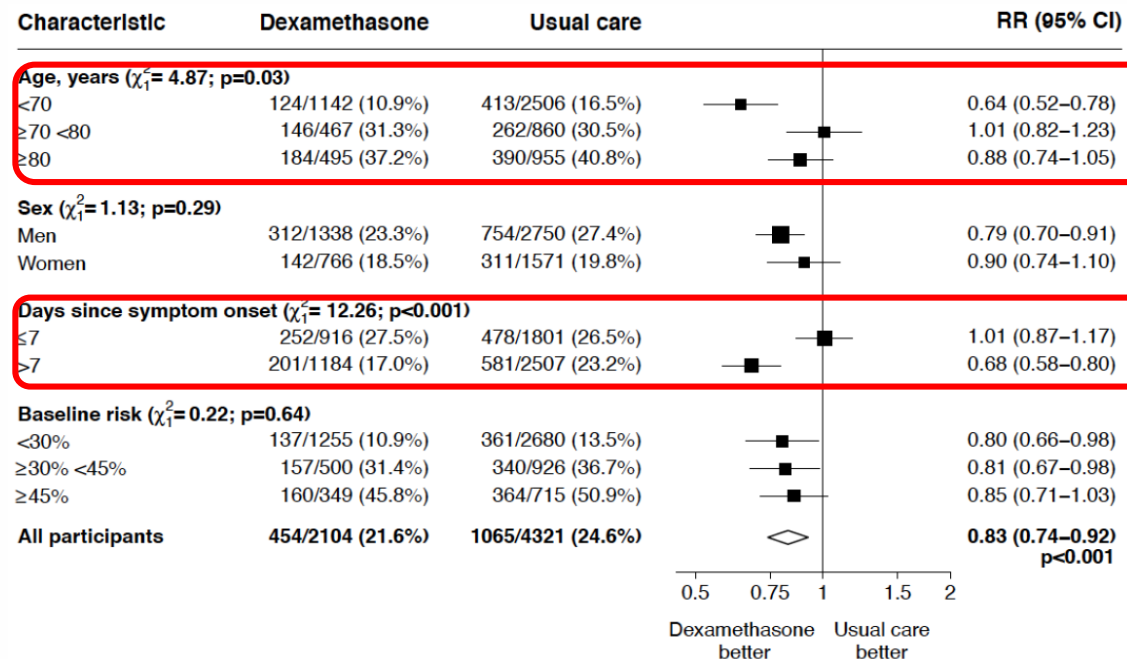 Characteristic Dexamethasone Usual care RR (95% CI)
Age, years (χ₁²= 4.87; p=0.03)
<70 124/1142 (10.9%) 413/2506 (16.5%) 0.64 (0.52–0.78)
≥70 <80 146/467 (31.3%) 262/860 (30.5%) 1.01 (0.82–1.23)
≥80 184/495 (37.2%) 390/955 (40.8%) 0.88 (0.74–1.05)
Sex (χ₁²= 1.13; p=0.29)
Men 312/1338 (23.3%) 754/2750 (27.4%) 0.79 (0.70–0.91)
Women 142/766 (18.5%) 311/1571 (19.8%) 0.90 (0.74–1.10)
Days since symptom onset (χ₁²= 12.26; p<0.001)
≤7 252/916 (27.5%) 478/1801 (26.5%) 1.01 (0.87–1.17)
>7 201/1184 (17.0%) 581/2507 (23.2%) 0.68 (0.58–0.80)
Baseline risk (χ₁²= 0.22; p=0.64)
<30% 137/1255 (10.9%) 361/2680 (13.5%) 0.80 (0.66–0.98)
≥30% <45% 157/500 (31.4%) 340/926 (36.7%) 0.81 (0.67–0.98)
≥45% 160/349 (45.8%) 364/715 (50.9%) 0.85 (0.71–1.03)
All participants 454/2104 (21.6%) 1065/4321 (24.6%) 0.83 (0.74–0.92)
p<0.001
0.5 0.75 1 1.5 2
Dexamethasone Usual care
better better